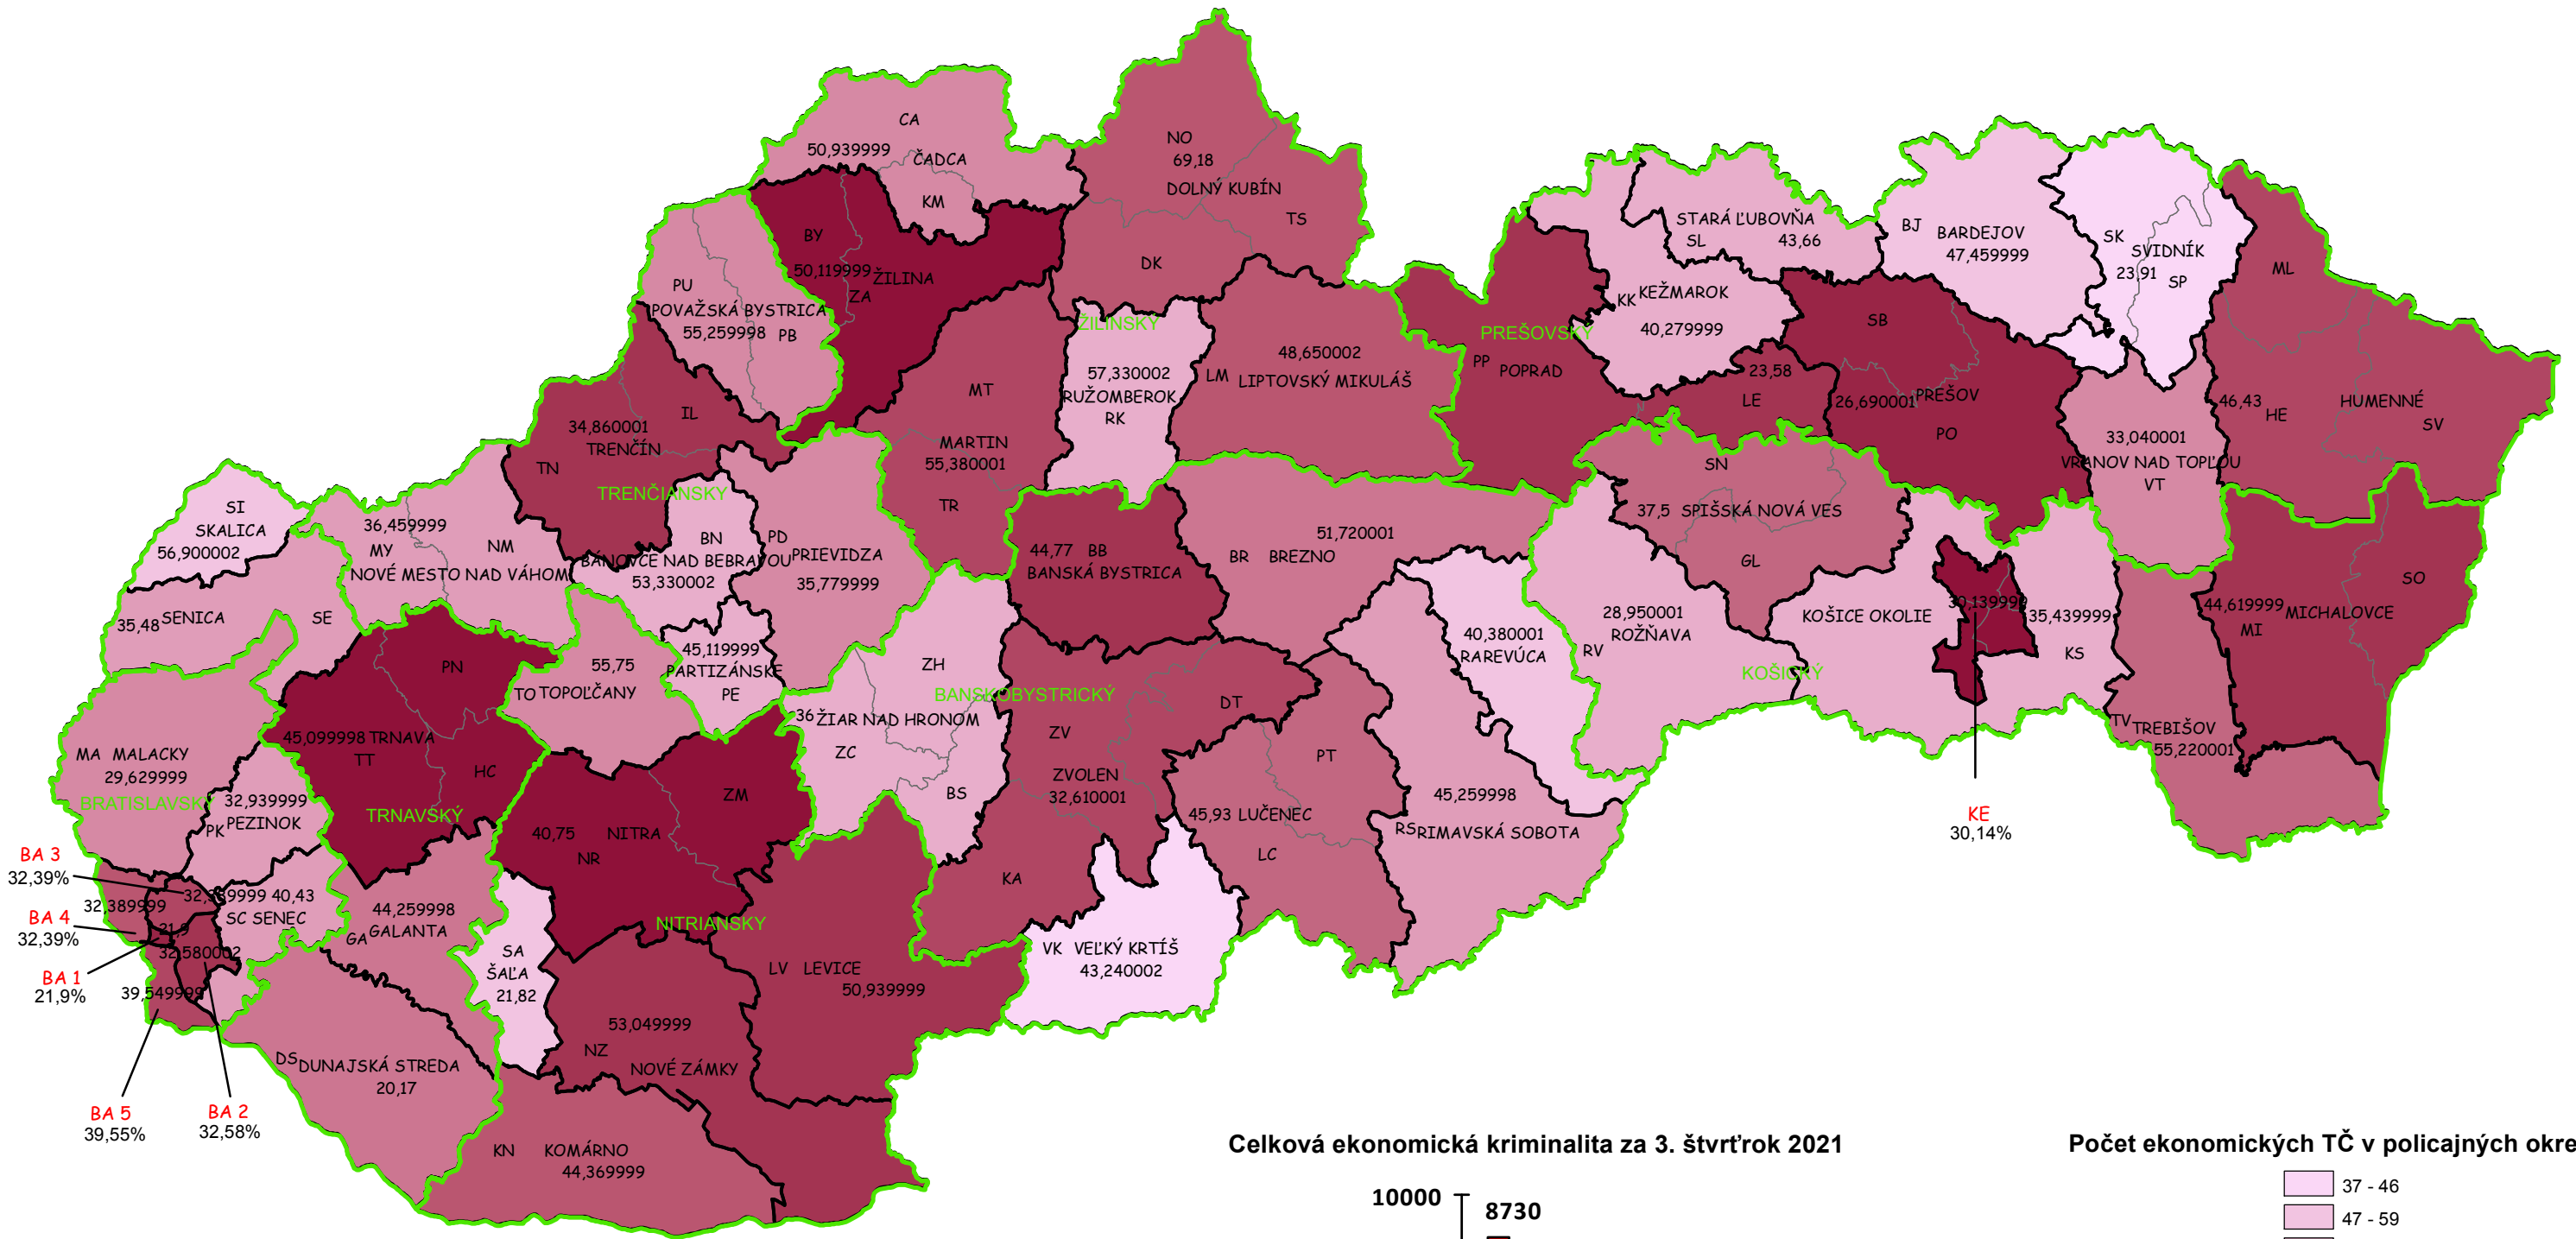 CA
50,939999
ČADCA
KM
NO
69,18
DOLNÝ KUBÍN
TS
DK
BY
50,119999
ŽILINA
ZA
PU
POVAŽSKÁ BYSTRICA
55,259998
PB
ŽILINSKÝ
57,330002
RUŽOMBEROK
RK
48,650002
LM
LIPTOVSKÝ MIKULÁŠ
MT
MARTIN
55,380001
TR
IL
34,860001
TRENČÍN
TN
TRENČIANSKY
PREŠOVSKÝ
PP
POPRAD
STARÁ ĽUBOVŇA
SL
43,66
KK
KEŽMAROK
40,279999
BJ
BARDEJOV
47,459999
SK
SVIDNÍK
23,91
SP
ML
SB
23,58
LE
26,690001
PREŠOV
PO
46,43
HE
HUMENNÉ
SV
33,040001
VRANOV NAD TOPĽOU
VT
SI
SKALICA
56,900002
36,459999
MY
NM
NOVÉ MESTO NAD VÁHOM
35,48
SENICA
SE
BN
BÁNOVCE NAD BEBRAVOU
53,330002
PD
PRIEVIDZA
35,779999
44,77
BB
BANSKÁ BYSTRICA
51,720001
BR
BREZNO
SN
37,5
SPIŠSKÁ NOVÁ VES
GL
SO
44,619999
MICHALOVCE
MI
28,950001
ROŽŇAVA
RV
KOŠICE OKOLIE
30,139999
35,439999
KS
KOŠICKÝ
40,380001
RAREVÚCA
PN
55,75
TO
TOPOĽČANY
45,119999
PARTIZÁNSKE
PE
ZH
BANSKOBYSTRICKÝ
36
ŽIAR NAD HRONOM
ZC
BS
ZV
DT
ZVOLEN
32,610001
PT
TV
TREBIŠOV
55,220001
45,099998
TRNAVA
TT
HC
MA
MALACKY
29,629999
BRATISLAVSKÝ
32,939999
PK
PEZINOK
TRNAVSKÝ
40,75
NITRA
NR
ZM
45,93
LUČENEC
LC
45,259998
RS
RIMAVSKÁ SOBOTA
KE
30,14%
BA 3
32,39%
BA 4
32,39%
BA 1
21,9%
32,389999
40,43
32,389999
SC
SENEC
21,9
32,580002
39,549999
44,259998
GA
GALANTA
SA
ŠAĽA
21,82
NITRIANSKY
KA
VK
VEĽKÝ KRTÍŠ
43,240002
LV
LEVICE
50,939999
53,049999
NZ
NOVÉ ZÁMKY
DS
DUNAJSKÁ STREDA
20,17
BA 5
39,55%
BA 2
32,58%
KN
KOMÁRNO
44,369999
Celková ekonomická kriminalita za 3. štvrťrok 2021
10000
8730
Počet ekonomických TČ v policajných okre
37 - 46
47 - 59